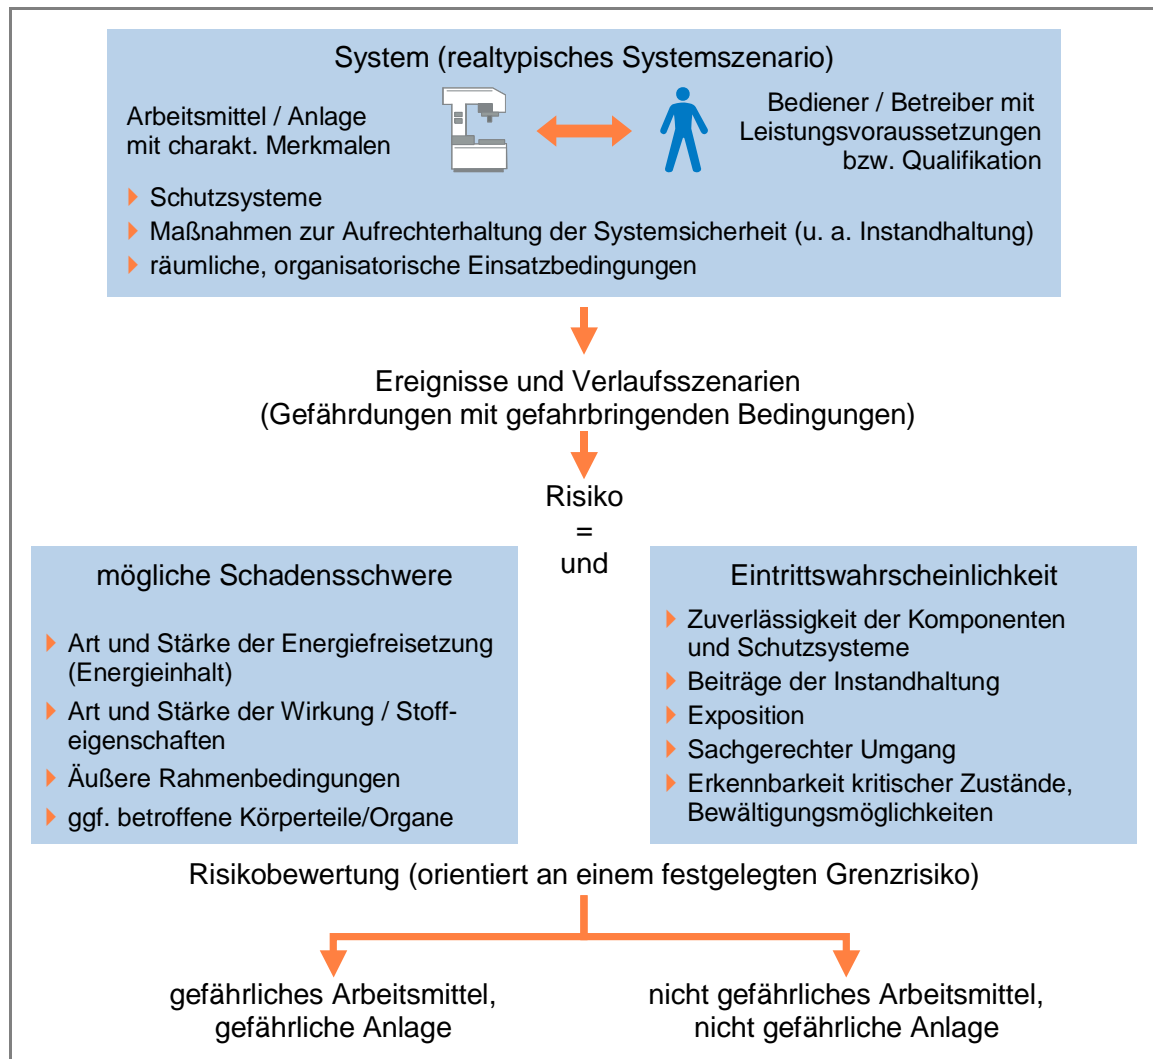 System (realtypisches Systemszenario)
Arbeitsmittel / Anlage
mit charakt. Merkmalen
Bediener / Betreiber mit
Leistungsvoraussetzungen
bzw. Qualifikation
Schutzsysteme
Maßnahmen zur Aufrechterhaltung der Systemsicherheit (u. a. Instandhaltung)
räumliche, organisatorische Einsatzbedingungen
Ereignisse und Verlaufsszenarien
(Gefährdungen mit gefahrbringenden Bedingungen)
Risiko
=
und
mögliche Schadensschwere
Art und Stärke der Energiefreisetzung
(Energieinhalt)
Art und Stärke der Wirkung / Stoff-
eigenschaften
Äußere Rahmenbedingungen
ggf. betroffene Körperteile/Organe
Eintrittswahrscheinlichkeit
Zuverlässigkeit der Komponenten
und Schutzsysteme
Beiträge der Instandhaltung
Exposition
Sachgerechter Umgang
Erkennbarkeit kritischer Zustände,
Bewältigungsmöglichkeiten
Risikobewertung (orientiert an einem festgelegten Grenzrisiko)
gefährliches Arbeitsmittel,
gefährliche Anlage
nicht gefährliches Arbeitsmittel,
nicht gefährliche Anlage